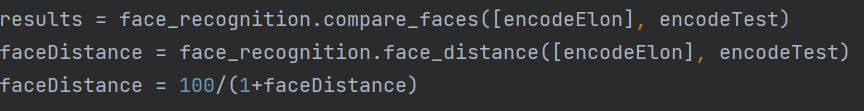 results = face_recognition.compare_faces([encodeElon], encodeTest)
faceDistance = face_recognition.face_distance([encodeElon], encodeTest)
faceDistance = 100/(1+faceDistance)